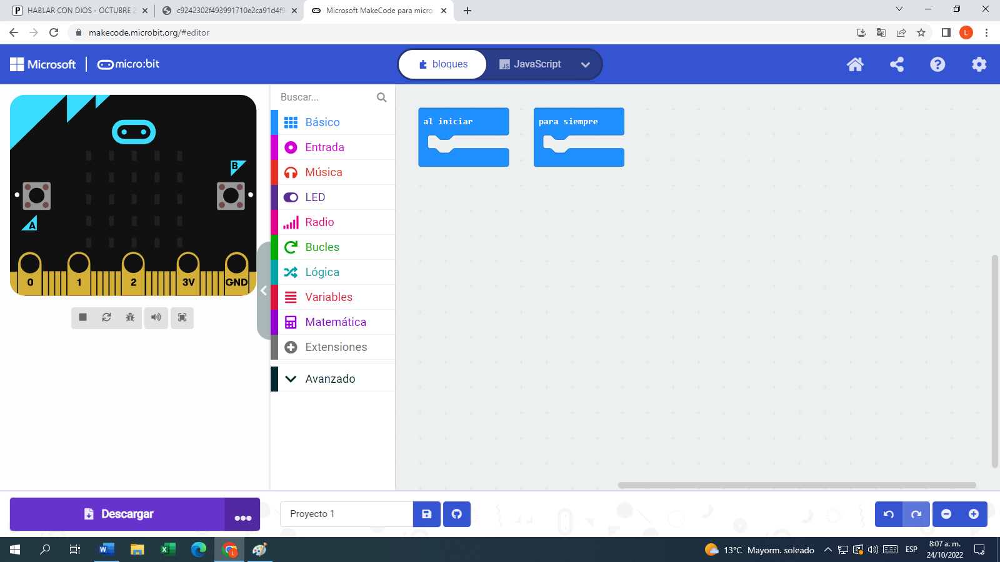 HABLAR CON DIOS - OCTUBRE 2
c9242302f493991710e2ca91d4f9
Microsoft MakeCode para micro:
makecode.microbit.org/#editor
L
Microsoft
micro:bit
bloques
JS JavaScript
Buscar...
B
A
0 1 2 3V GND
Básico
Entrada
Música
LED
Radio
Bucles
Lógica
Variables
Matemática
Extensiones
Avanzado
al iniciar
para siempre
Descargar
Proyecto 1
13°C Mayorm. soleado
ESP
8:07 a. m.
24/10/2022